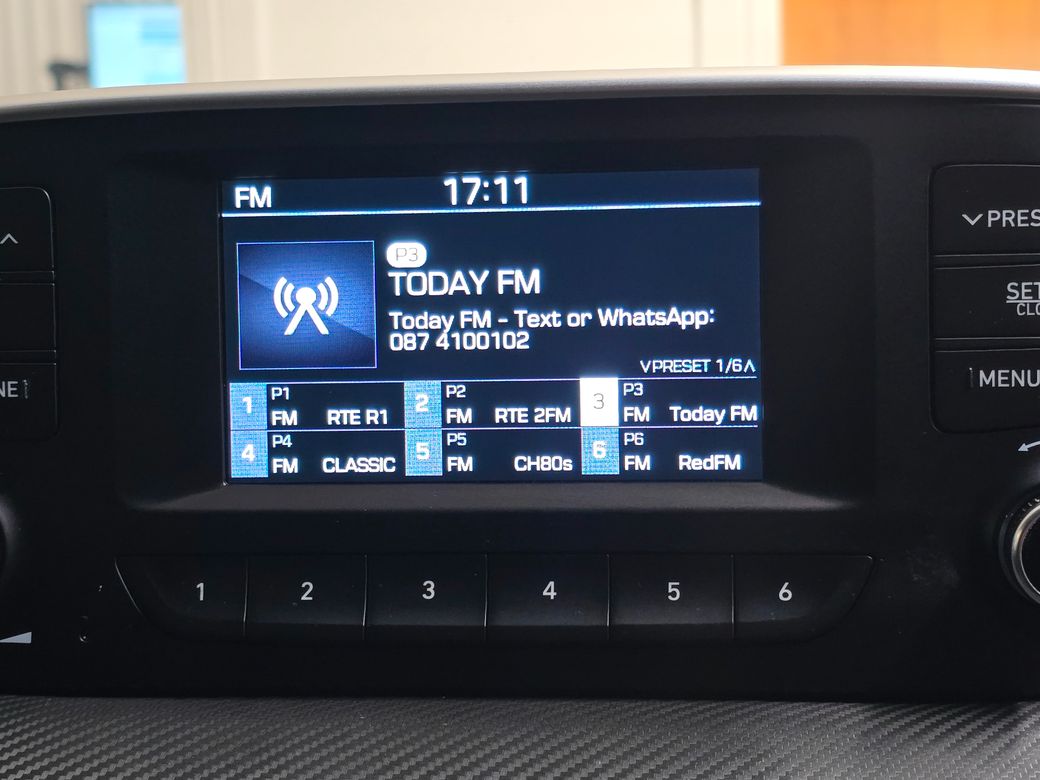 FM 17:11
P3
TODAY FM
Today FM - Text or WhatsApp:
087 4100102
PRESET 1/6
1 P1 FM RTE R1
2 P2 FM RTE 2FM
3 P3 FM Today FM
4 P4 FM CLASSIC
5 P5 FM CH80s
6 P6 FM RedFM
1 2 3 4 5 6
NE
PRES
SET
CLO
MENU